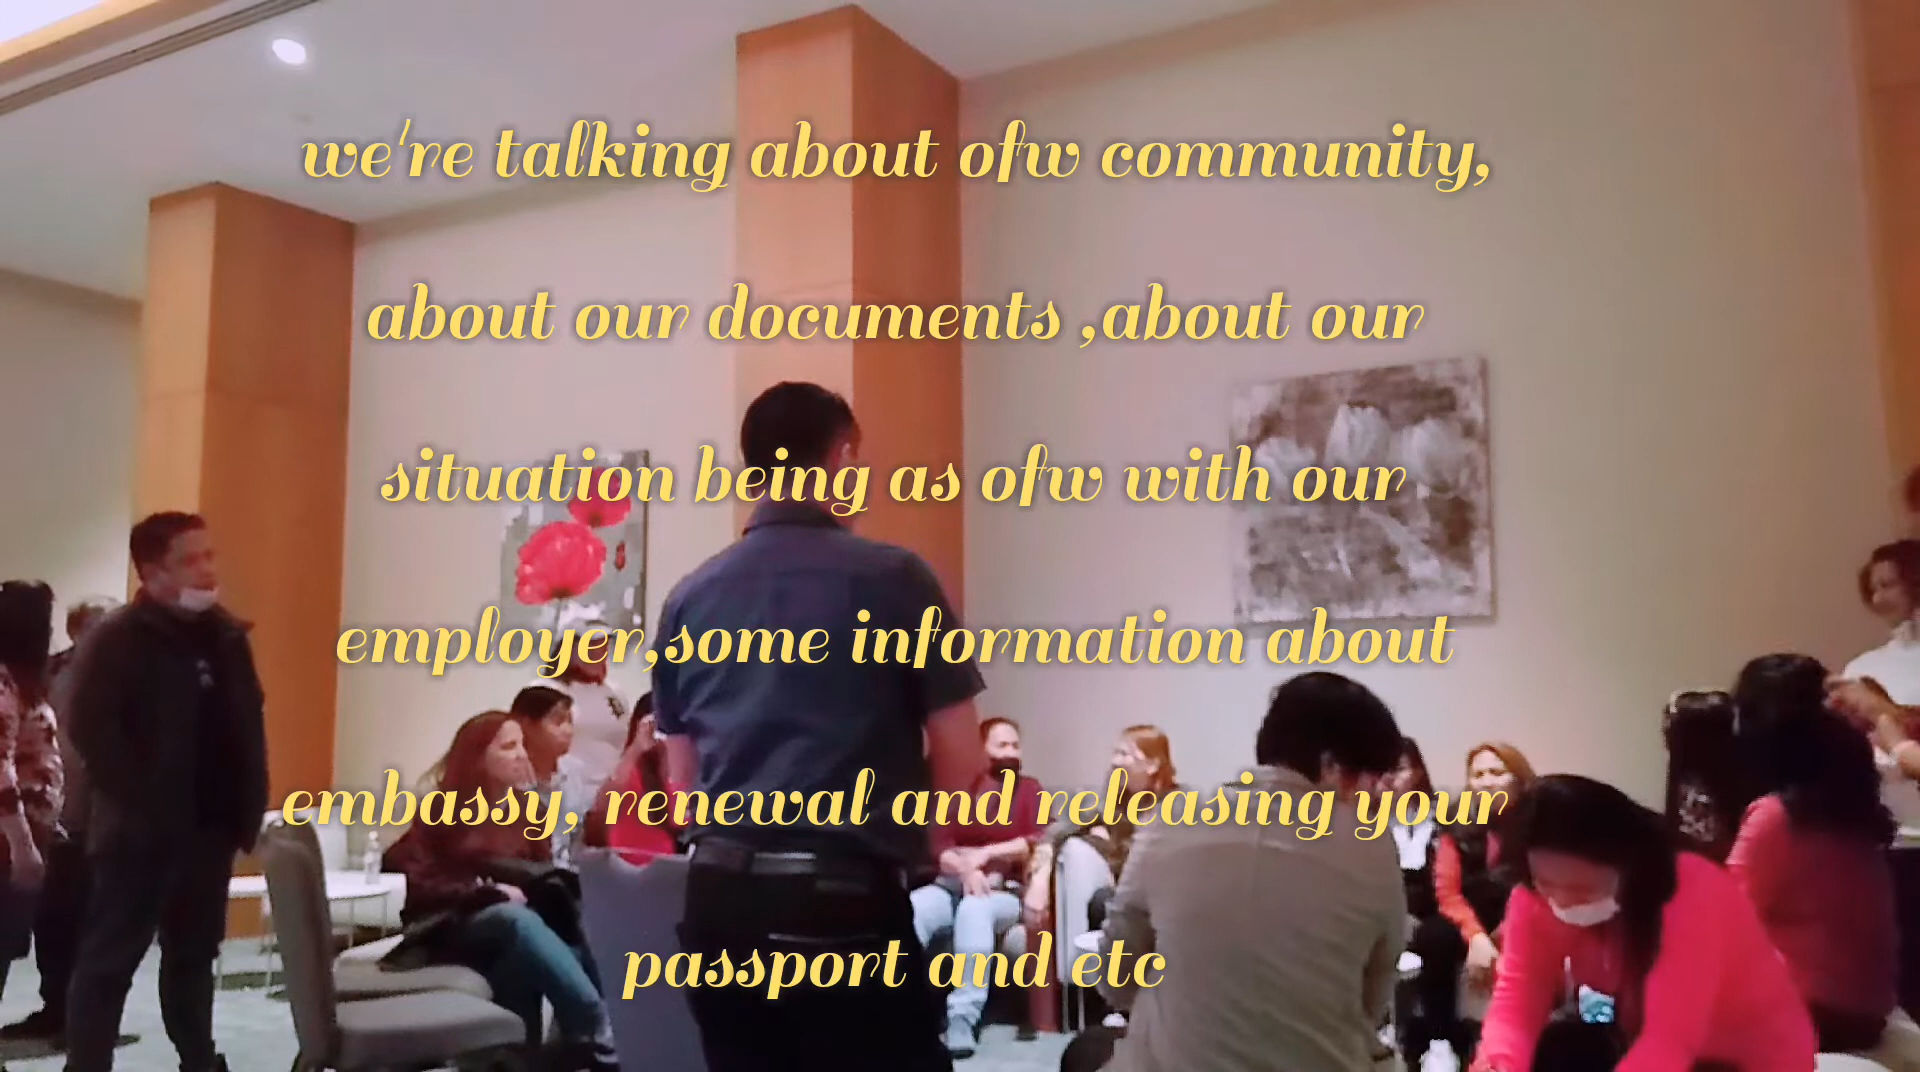 we're talking about ofw community,
about our documents ,about our
situation being as ofw with our
employer,some information about
embassy, renewal and releasing your
passport and etc